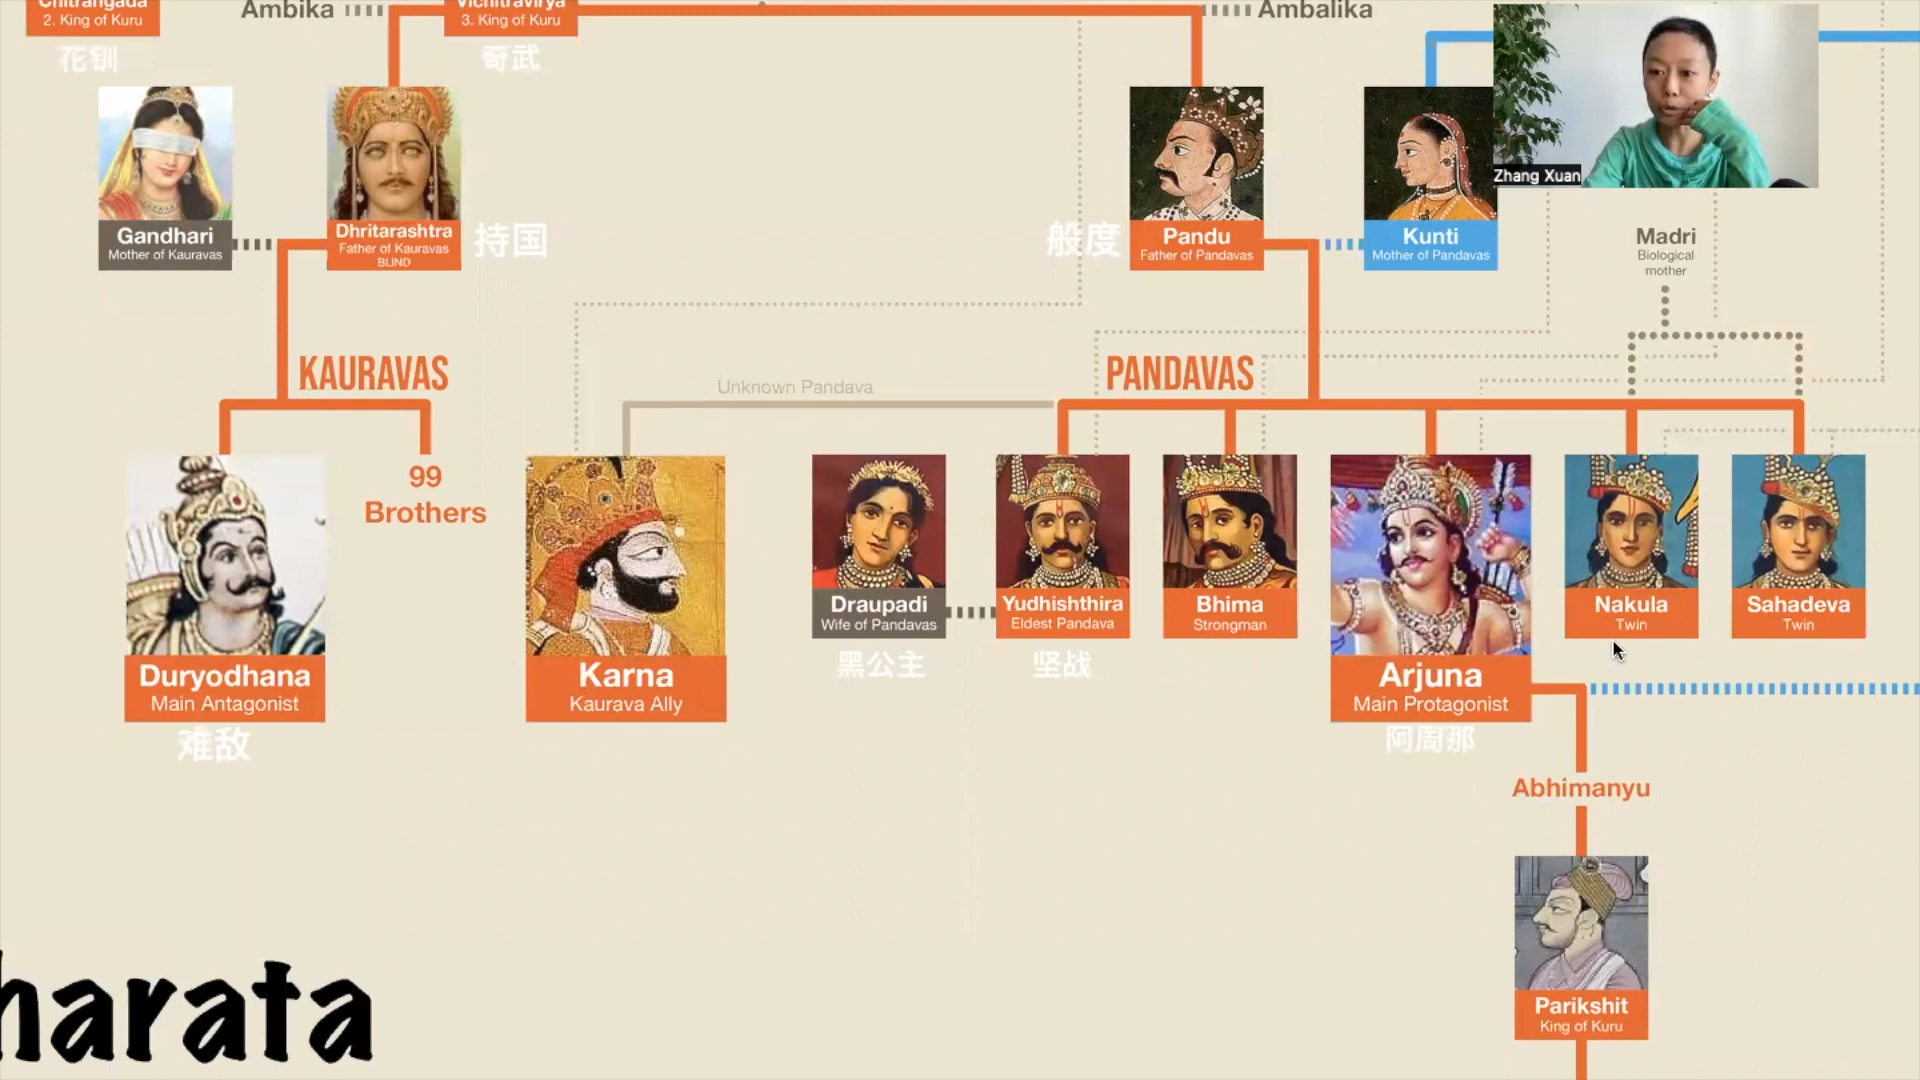 Chitrangada
2. King of Kuru
花钏
Ambika
Vichitravirya
3. King of Kuru
奇武
Ambalika
Zhang Xuan
Gandhari
Mother of Kauravas
Dhritarashtra
Father of Kauravas
BLIND
持国
般度
Pandu
Father of Pandavas
Kunti
Mother of Pandavas
Madri
Biological
mother
KAURAVAS
Unknown Pandava
PANDAVAS
99
Brothers
Duryodhana
Main Antagonist
难敌
Karna
Kaurava Ally
Draupadi
Wife of Pandavas
黑公主
Yudhishthira
Eldest Pandava
坚战
Bhima
Strongman
Arjuna
Main Protagonist
阿周那
Nakula
Twin
Sahadeva
Twin
Abhimanyu
Parikshit
King of Kuru
harata